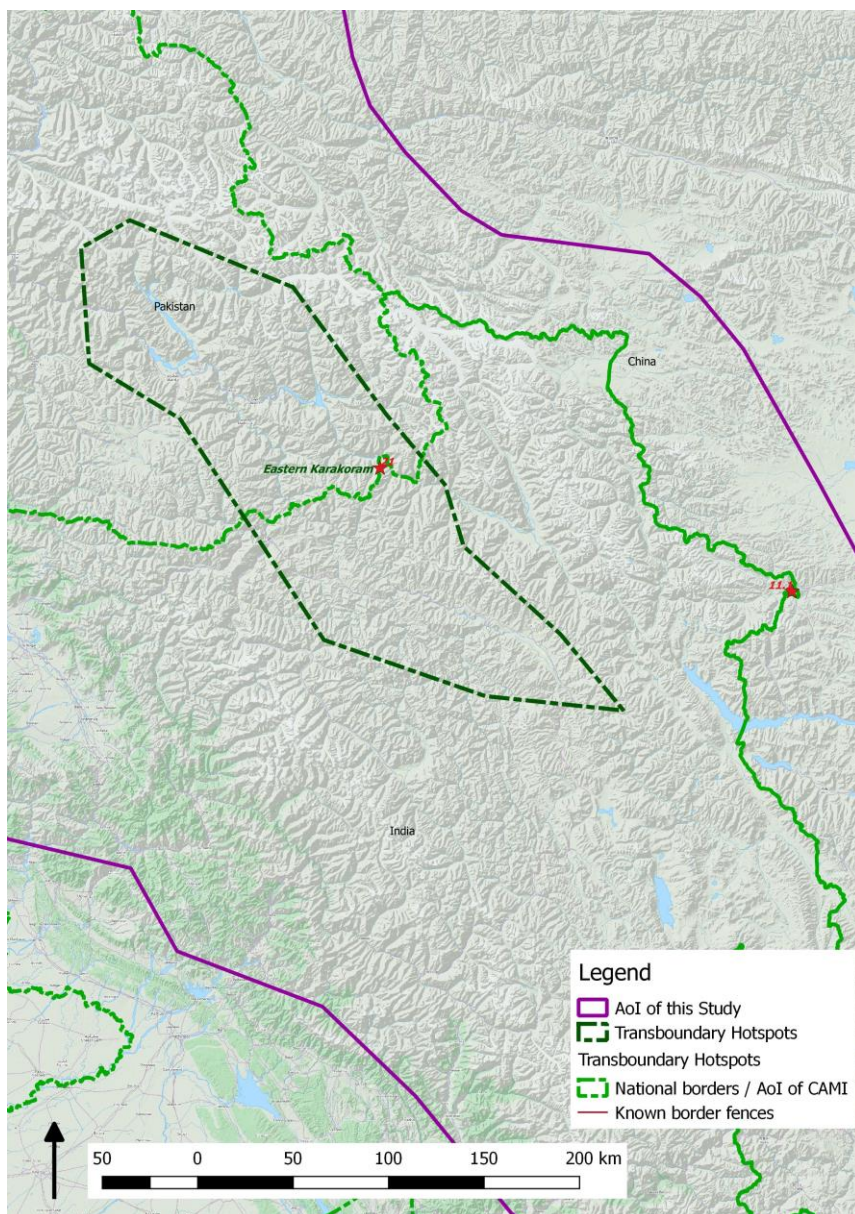 Pakistan
China
Eastern Karakoram
11.
India
Legend
AoI of this Study
Transboundary Hotspots
Transboundary Hotspots
National borders / AoI of CAMI
Known border fences
50 0 50 100 150 200 km